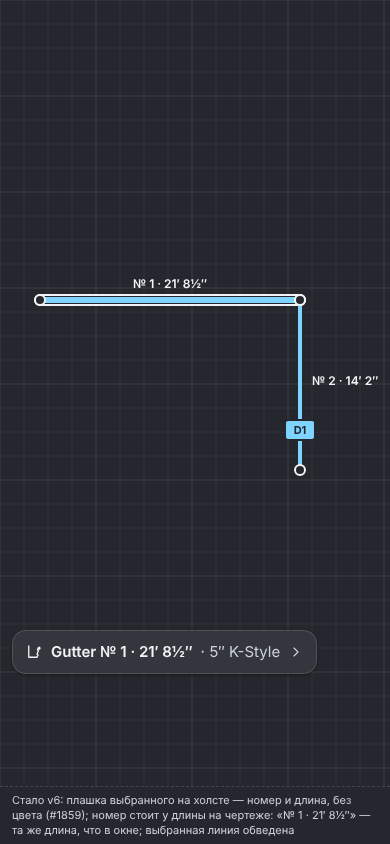 № 1 · 21′ 8½″
№ 2 · 14′ 2″
D1
Gutter № 1 · 21′ 8½″ · 5″ K-Style
Стало v6: плашка выбранного на холсте — номер и длина, без
цвета (#1859); номер стоит у длины на чертеже: «№ 1 · 21′ 8½″» —
та же длина, что в окне; выбранная линия обведена